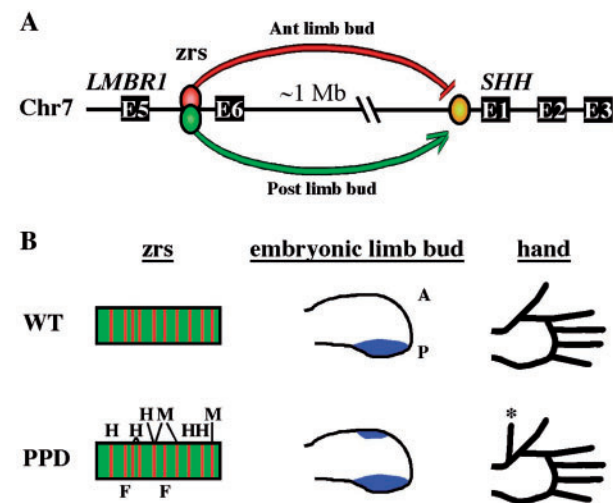 A
Ant limb bud
zrs
LMBR1
SHH
Chr7 E5 E6 ~1 Mb E1 E2 E3
Post limb bud
B
zrs embryonic limb bud hand
WT
A
P
H H H M H H M
*
PPD
F F